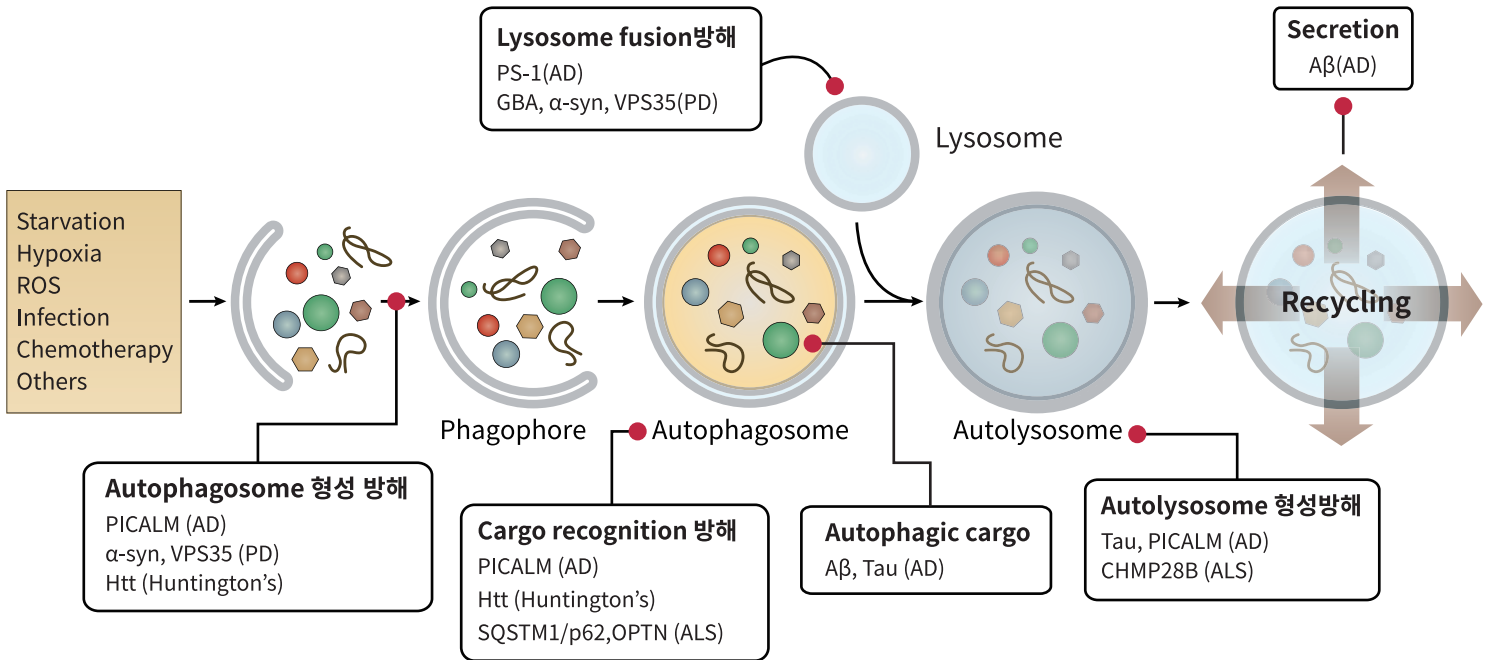 Lysosome fusion방해
PS-1(AD)
GBA, α-syn, VPS35(PD)
Secretion
Aβ(AD)
Lysosome
Starvation
Hypoxia
ROS
Infection
Chemotherapy
Others
Recycling
Phagophore
Autophagosome
Autolysosome
Autophagosome 형성 방해
PICALM (AD)
α-syn, VPS35 (PD)
Htt (Huntington’s)
Cargo recognition 방해
PICALM (AD)
Htt (Huntington’s)
SQSTM1/p62,OPTN (ALS)
Autophagic cargo
Aβ, Tau (AD)
Autolysosome 형성방해
Tau, PICALM (AD)
CHMP28B (ALS)